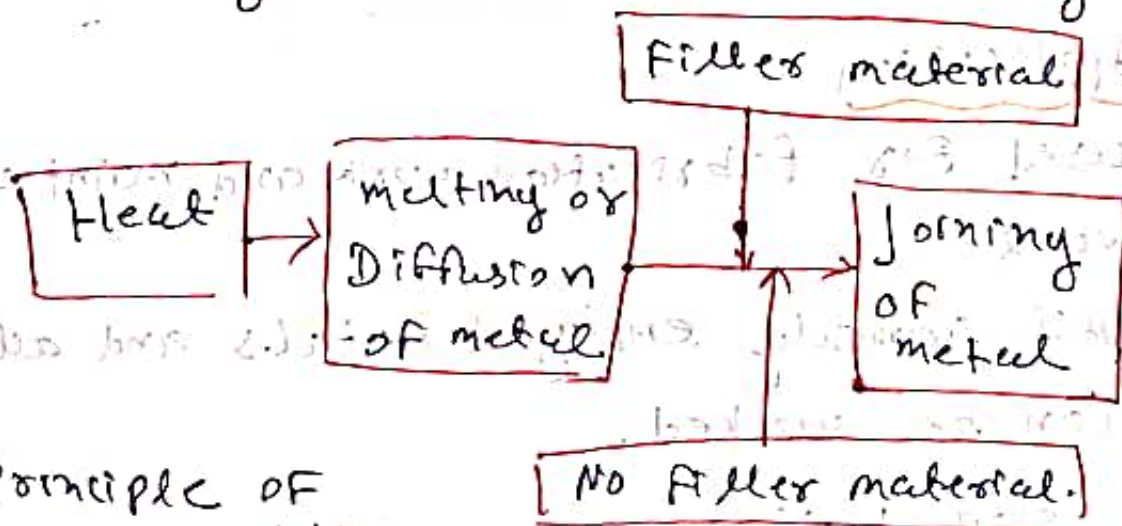 Filler material
Heat
melting or
Diffusion
of metal
Joining
of
metal
Principle of
No filler material.